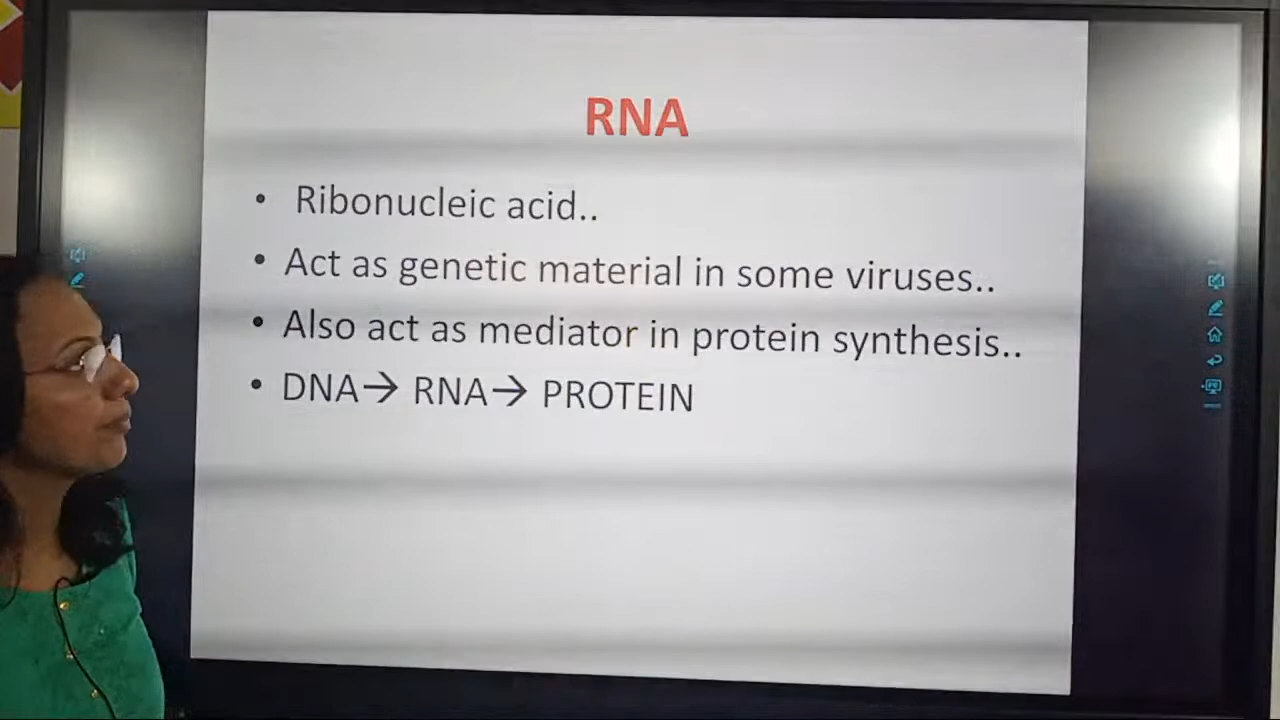 RNA
• Ribonucleic acid..
• Act as genetic material in some viruses..
• Also act as mediator in protein synthesis..
• DNA→ RNA→ PROTEIN